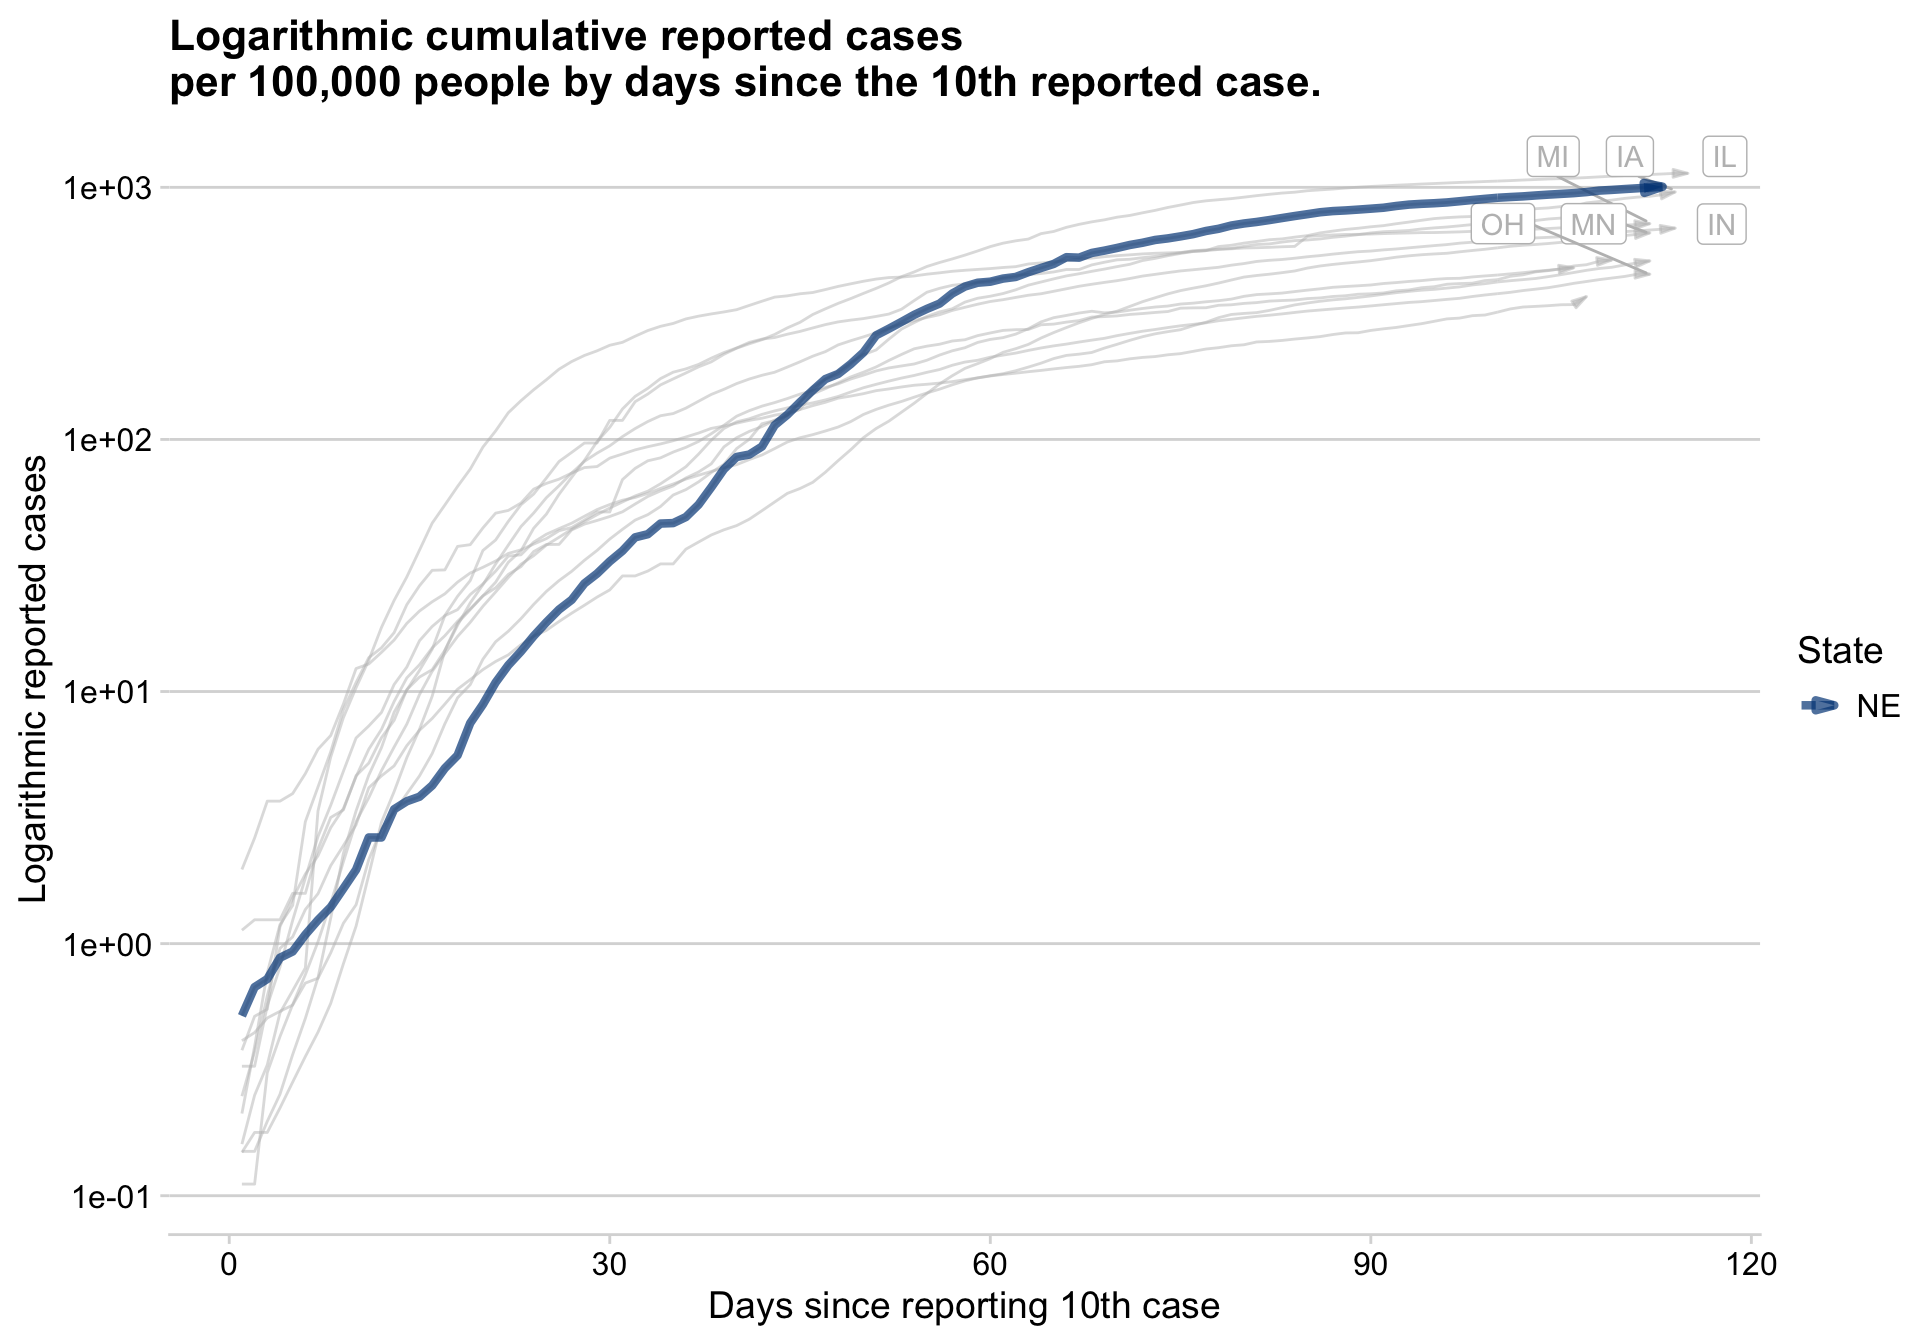 Logarithmic cumulative reported cases
per 100,000 people by days since the 10th reported case.
MI
IA
IL
1e+03
OH
MN
IN
1e+02
Logarithmic reported cases
State
1e+01
NE
1e+00
1e-01
0
30
60
90
120
Days since reporting 10th case